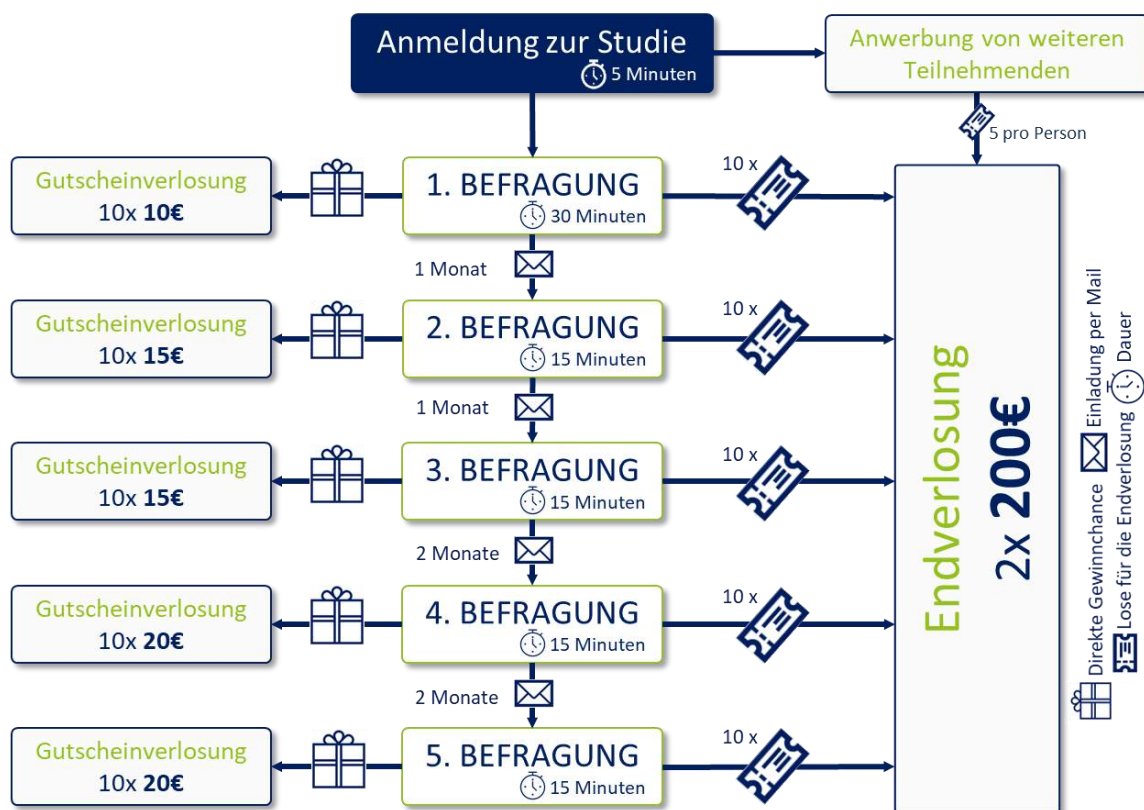 Anmeldung zur Studie
5 Minuten
Anwerbung von weiteren
Teilnehmenden
5 pro Person
Gutscheinverlosung
10x 10€
1. BEFRAGUNG
30 Minuten
10 x
1 Monat
Gutscheinverlosung
10x 15€
2. BEFRAGUNG
15 Minuten
10 x
1 Monat
Gutscheinverlosung
10x 15€
3. BEFRAGUNG
15 Minuten
10 x
2 Monate
Gutscheinverlosung
10x 20€
4. BEFRAGUNG
15 Minuten
10 x
2 Monate
Gutscheinverlosung
10x 20€
5. BEFRAGUNG
15 Minuten
10 x
Endverlosung
2x 200€
Direkte Gewinnchance Einladung per Mail
Lose für die Endverlosung Dauer